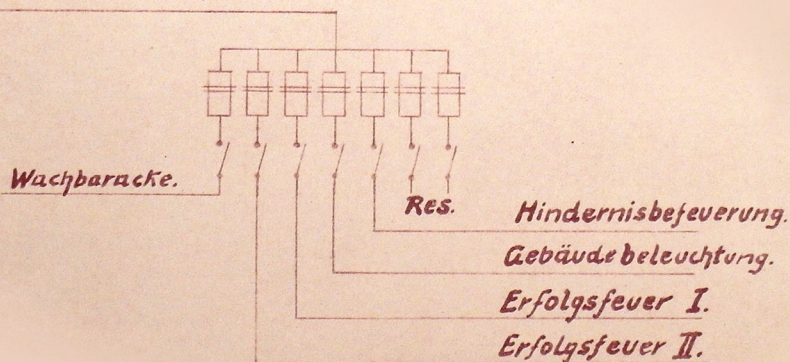 Wachbaracke.
Res.
Hindernisbefeuerung.
Gebäudebeleuchtung.
Erfolgsfeuer I.
Erfolgsfeuer II.